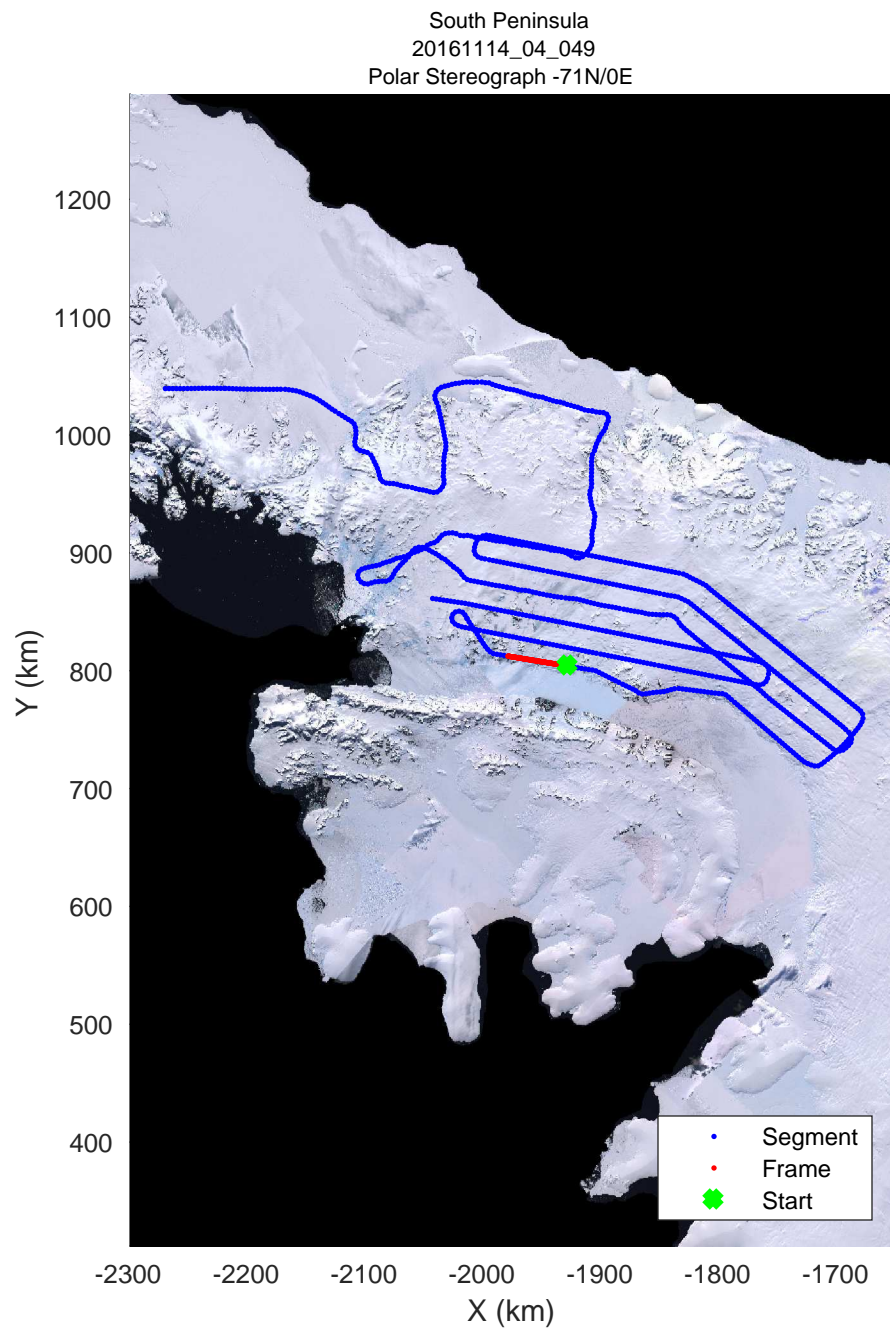 South Peninsula
20161114_04_049
Polar Stereograph -71N/0E
1200
1100
1000
900
800
700
600
500
400
Y (km)
-2300 -2200 -2100 -2000 -1900 -1800 -1700
X (km)
Segment
Frame
Start